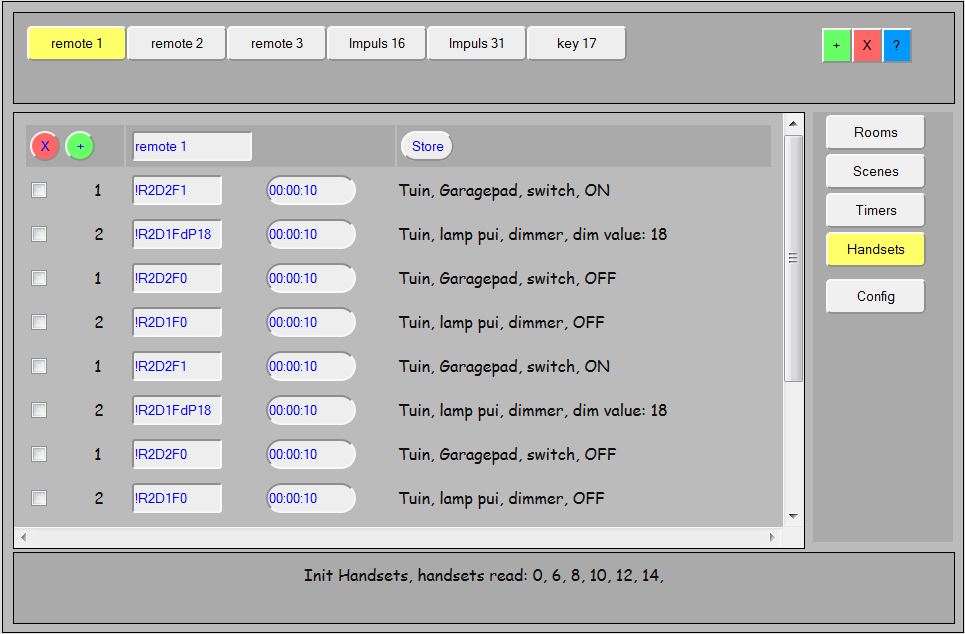 remote 1 remote 2 remote 3 Impuls 16 Impuls 31 key 17 + X ?
X + remote 1 Store
1 !R2D2F1 00:00:10 Tuin, Garagepad, switch, ON
2 !R2D1FdP18 00:00:10 Tuin, lamp pui, dimmer, dim value: 18
1 !R2D2F0 00:00:10 Tuin, Garagepad, switch, OFF
2 !R2D1F0 00:00:10 Tuin, lamp pui, dimmer, OFF
1 !R2D2F1 00:00:10 Tuin, Garagepad, switch, ON
2 !R2D1FdP18 00:00:10 Tuin, lamp pui, dimmer, dim value: 18
1 !R2D2F0 00:00:10 Tuin, Garagepad, switch, OFF
2 !R2D1F0 00:00:10 Tuin, lamp pui, dimmer, OFF
Rooms
Scenes
Timers
Handsets
Config
Init Handsets, handsets read: 0, 6, 8, 10, 12, 14,